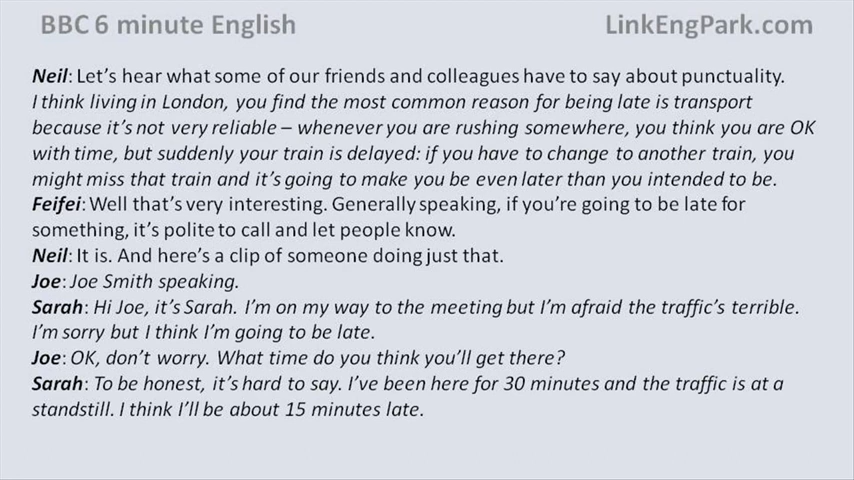 BBC 6 minute English
LinkEngPark.com
Neil: Let's hear what some of our friends and colleagues have to say about punctuality.
I think living in London, you find the most common reason for being late is transport
because it's not very reliable – whenever you are rushing somewhere, you think you are OK
with time, but suddenly your train is delayed: if you have to change to another train, you
might miss that train and it's going to make you be even later than you intended to be.
Feifei: Well that's very interesting. Generally speaking, if you're going to be late for
something, it's polite to call and let people know.
Neil: It is. And here's a clip of someone doing just that.
Joe: Joe Smith speaking.
Sarah: Hi Joe, it's Sarah. I'm on my way to the meeting but I'm afraid the traffic's terrible.
I'm sorry but I think I'm going to be late.
Joe: OK, don't worry. What time do you think you'll get there?
Sarah: To be honest, it's hard to say. I've been here for 30 minutes and the traffic is at a
standstill. I think I'll be about 15 minutes late.